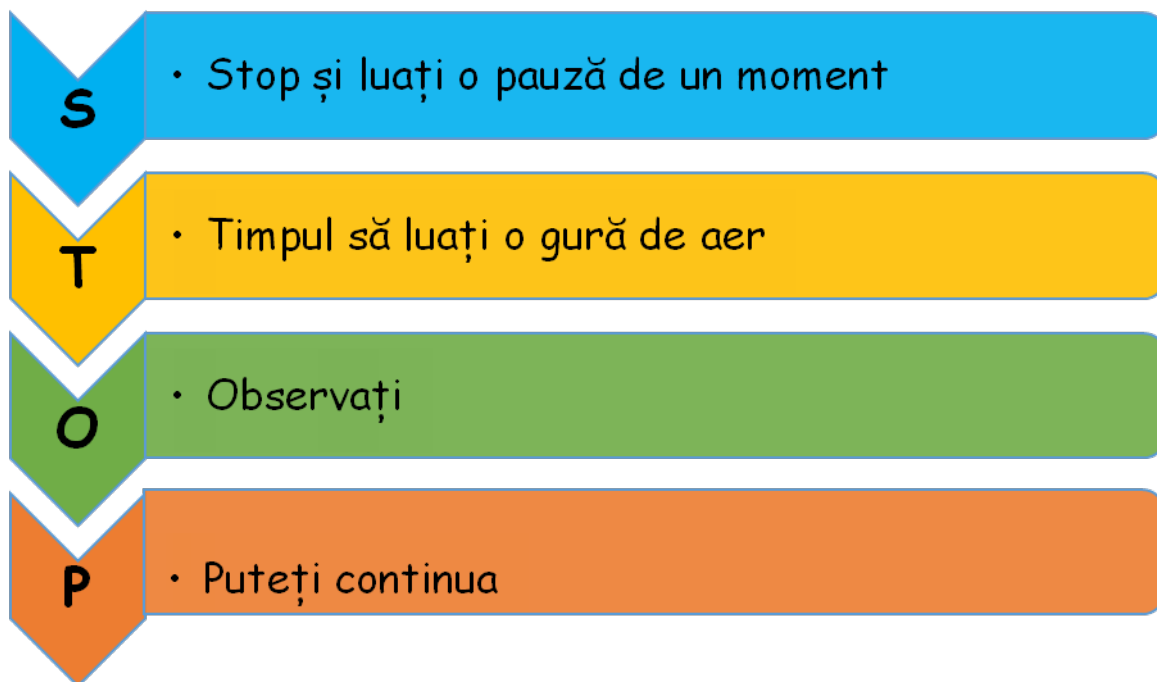 S
• Stop și luați o pauză de un moment
T
• Timpul să luați o gură de aer
O
• Observați
P
• Puteți continua